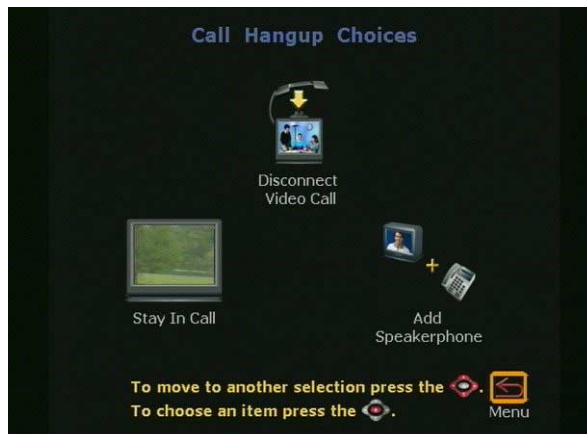 Call Hangup Choices
Disconnect
Video Call
Stay In Call
Add
Speakerphone
To move to another selection press the .
To choose an item press the .
Menu